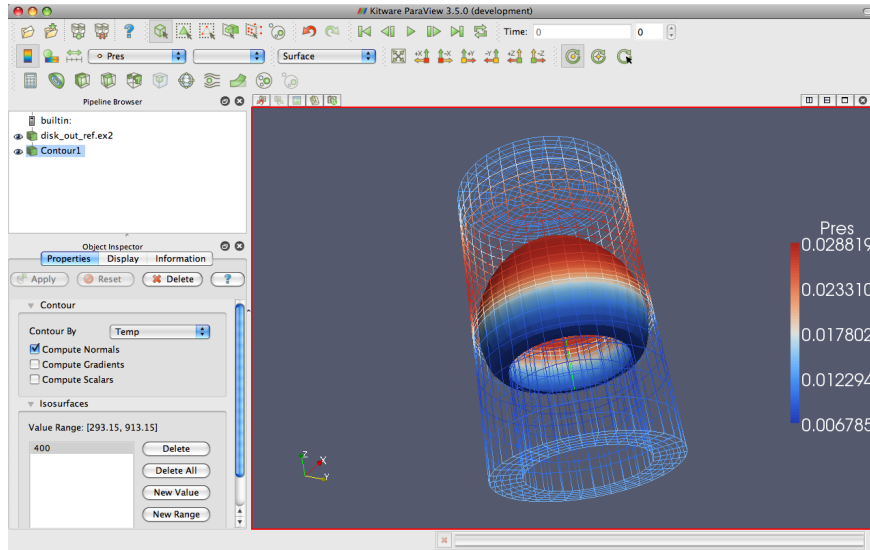 Kitware ParaView 3.5.0 (development)
Time: 0 0
Pres Surface +X -X +Y -Y +Z -Z
Pipeline Browser
builtin:
disk_out_ref.ex2
Contour1
Object Inspector
Properties Display Information
Apply Reset Delete ?
Contour
Contour By Temp
Compute Normals
Compute Gradients
Compute Scalars
Isosurfaces
Value Range: [293.15, 913.15]
400
Delete
Delete All
New Value
New Range
Z X Y
Pres
0.028819
0.023310
0.017802
0.012294
0.006785